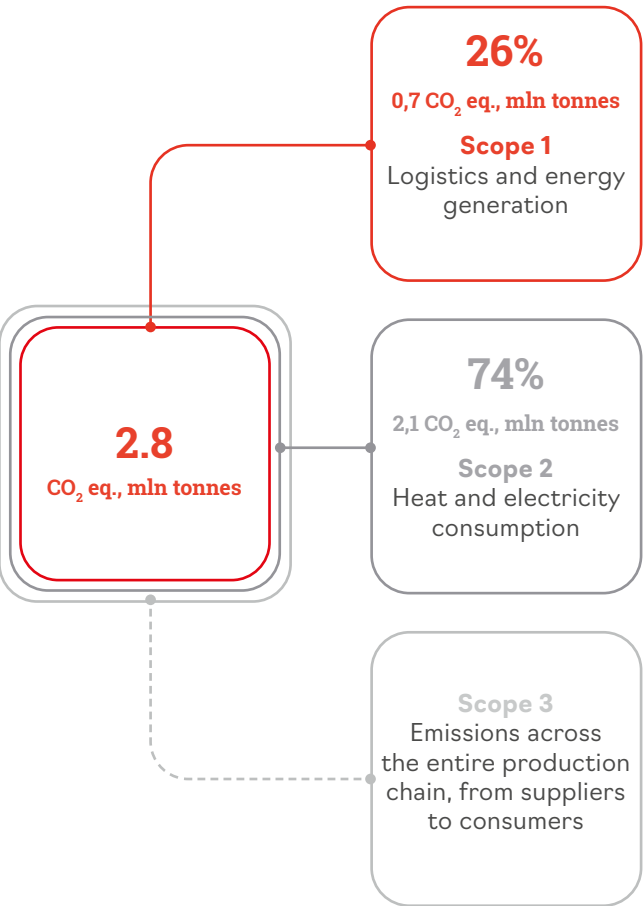 26%
0,7 CO₂ eq., mln tonnes
Scope 1
Logistics and energy
generation
2.8
CO₂ eq., mln tonnes
74%
2,1 CO₂ eq., mln tonnes
Scope 2
Heat and electricity
consumption
Scope 3
Emissions across
the entire production
chain, from suppliers
to consumers